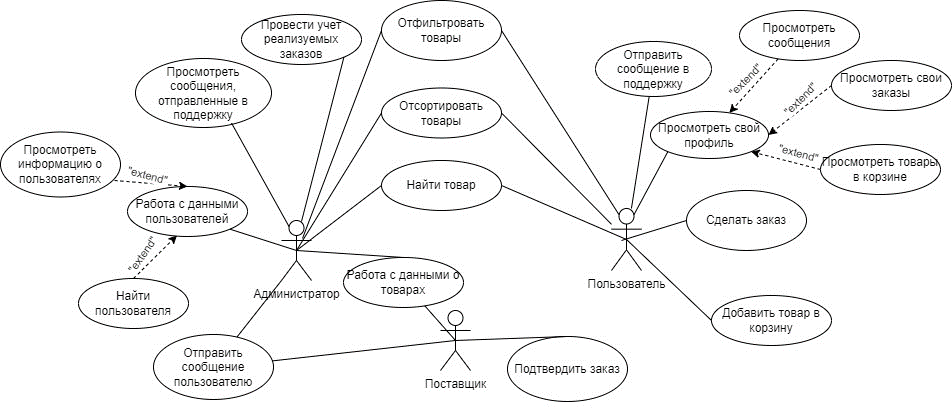 Провести учет
реализуемых
заказов
Отфильтровать
товары
Просмотреть
сообщения
Просмотреть
сообщения,
отправленные в
поддержку
Отправить
сообщение в
поддержку
"extend"
Просмотреть свои
заказы
"extend"
Отсортировать
товары
Просмотреть свой
профиль
"extend"
Просмотреть товары
в корзине
Просмотреть
информацию о
пользователях
"extend"
Найти товар
Работа с данными
пользователей
Сделать заказ
"extend"
Администратор
Работа с данными о
товарах
Пользователь
Найти
пользователя
Добавить товар в
корзину
Отправить
сообщение
пользователю
Поставщик
Подтвердить заказ